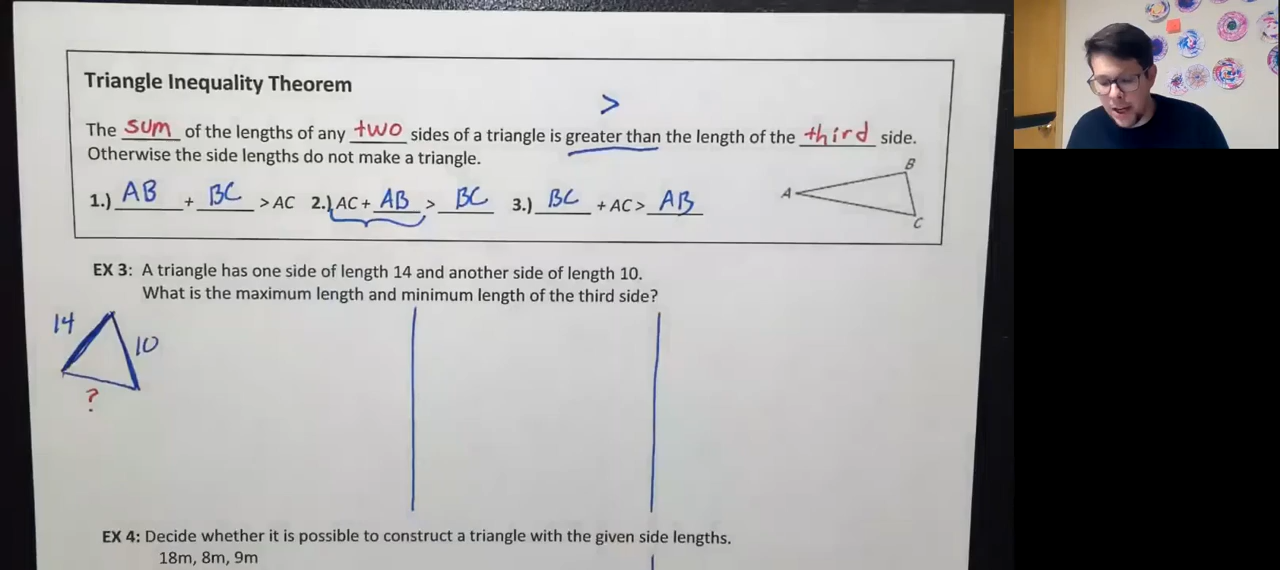 Triangle Inequality Theorem
>
The sum of the lengths of any two sides of a triangle is greater than the length of the third side.
Otherwise the side lengths do not make a triangle.
1.) AB + BC > AC 2.) AC + AB > BC 3.) BC + AC > AB
A
B
C
EX 3: A triangle has one side of length 14 and another side of length 10.
What is the maximum length and minimum length of the third side?
14
10
?
EX 4: Decide whether it is possible to construct a triangle with the given side lengths.
18m, 8m, 9m